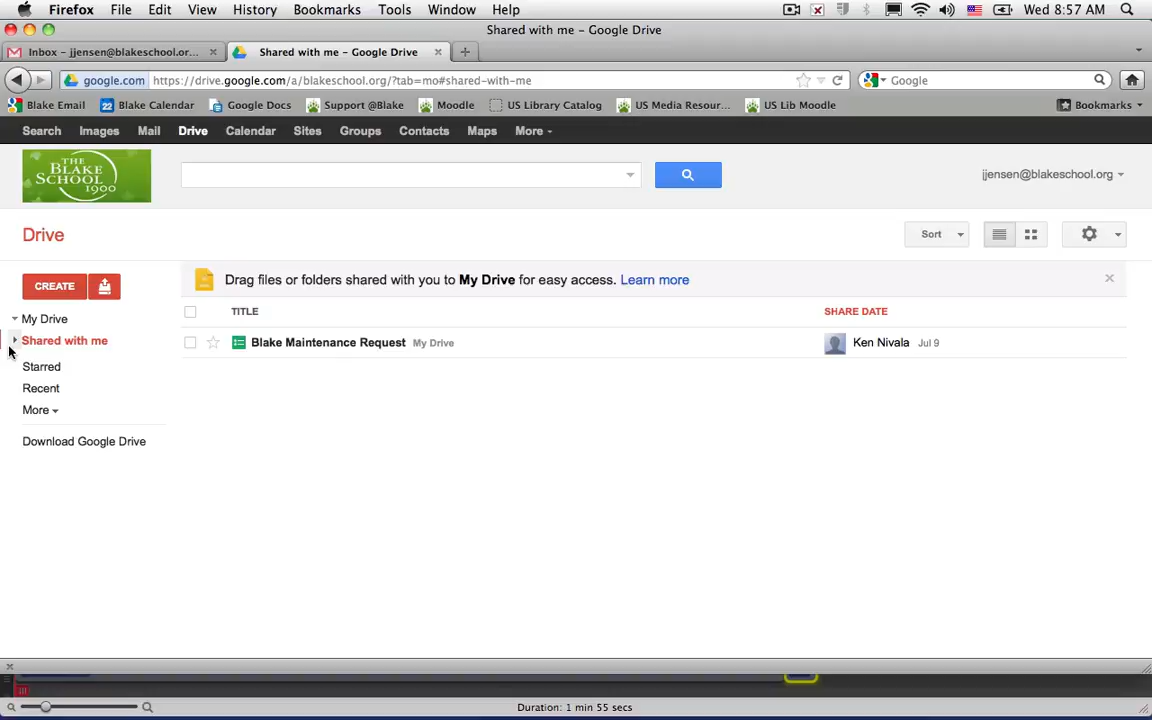 Firefox File Edit View History Bookmarks Tools Window Help Wed 8:57 AM
Shared with me – Google Drive
Inbox – jjensen@blakeschool.or... Shared with me – Google Drive
google.com https://drive.google.com/a/blakeschool.org/?tab=mo#shared-with-me Google
Blake Email 22 Blake Calendar Google Docs Support @Blake Moodle US Library Catalog US Media Resour... US Lib Moodle Bookmarks
Search Images Mail Drive Calendar Sites Groups Contacts Maps More
THE
BLAKE
SCHOOL
1900
jjensen@blakeschool.org
Drive
Sort
CREATE
Drag files or folders shared with you to My Drive for easy access. Learn more
My Drive
TITLE SHARE DATE
Shared with me
Blake Maintenance Request My Drive Ken Nivala Jul 9
Starred
Recent
More
Download Google Drive
Duration: 1 min 55 secs